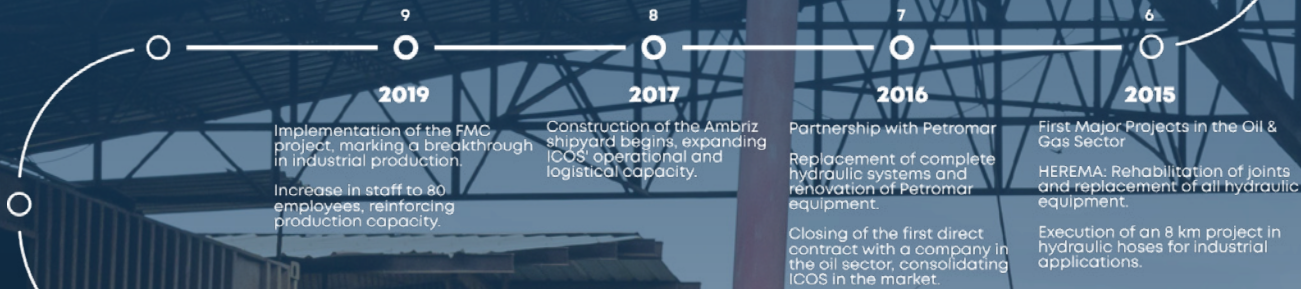 9
8
7
6
2019
2017
2016
2015
Implementation of the FMC
project, marking a breakthrough
in industrial production.
Increase in staff to 80
employees, reinforcing
production capacity.
Construction of the Ambriz
shipyard begins, expanding
ICOS' operational and
logistical capacity.
Partnership with Petromar
Replacement of complete
hydraulic systems and
renovation of Petromar
equipment.
Closing of the first direct
contract with a company in
the oil sector, consolidating
ICOS in the market.
First Major Projects in the Oil &
Gas Sector
HEREMA: Rehabilitation of joints
and replacement of all hydraulic
equipment.
Execution of an 8 km project in
hydraulic hoses for industrial
applications.